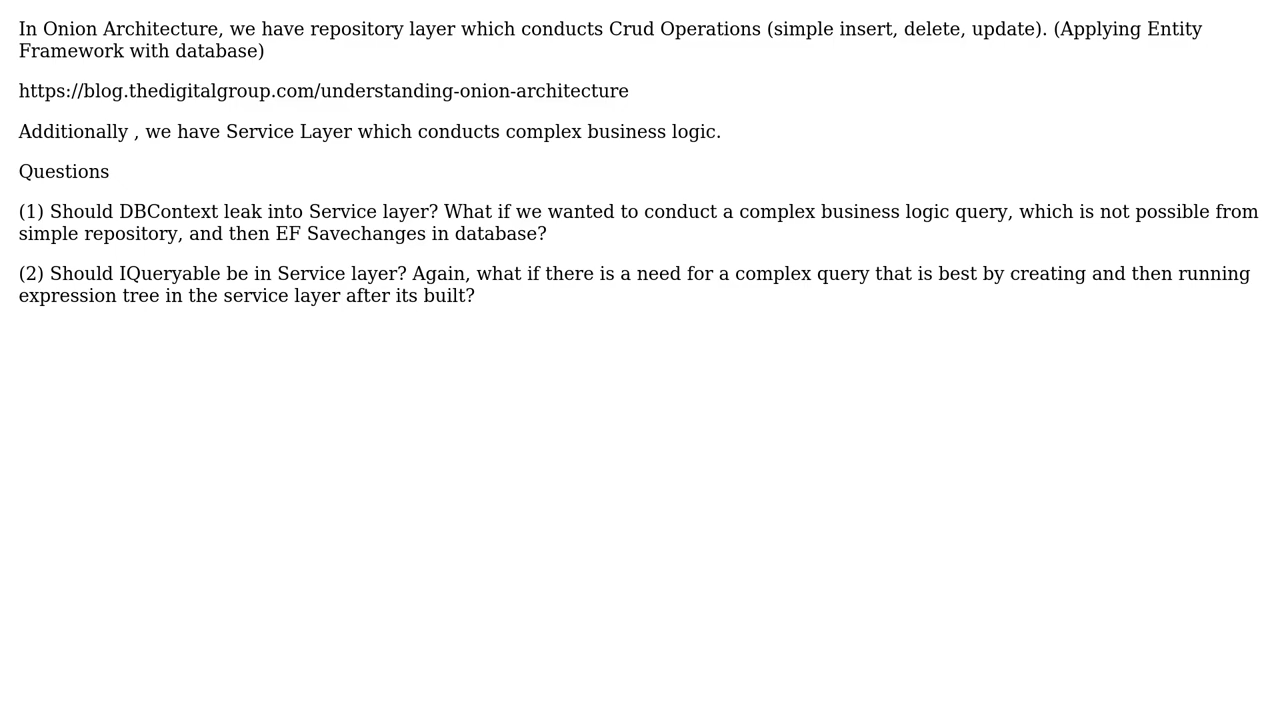 In Onion Architecture, we have repository layer which conducts Crud Operations (simple insert, delete, update). (Applying Entity
Framework with database)
https://blog.thedigitalgroup.com/understanding-onion-architecture
Additionally , we have Service Layer which conducts complex business logic.
Questions
(1) Should DBContext leak into Service layer? What if we wanted to conduct a complex business logic query, which is not possible from
simple repository, and then EF Savechanges in database?
(2) Should IQueryable be in Service layer? Again, what if there is a need for a complex query that is best by creating and then running
expression tree in the service layer after its built?